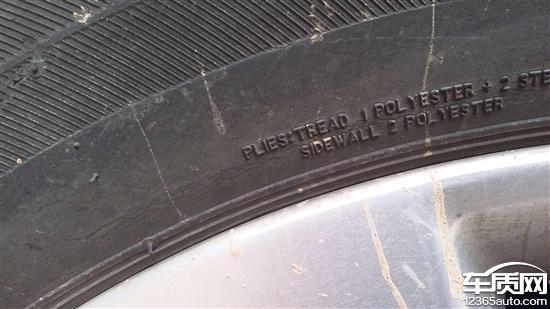 PLIES:TREAD 1 POLYESTER + 2 STE
SIDEWALL 2 POLYESTER
车质网
12365auto.com